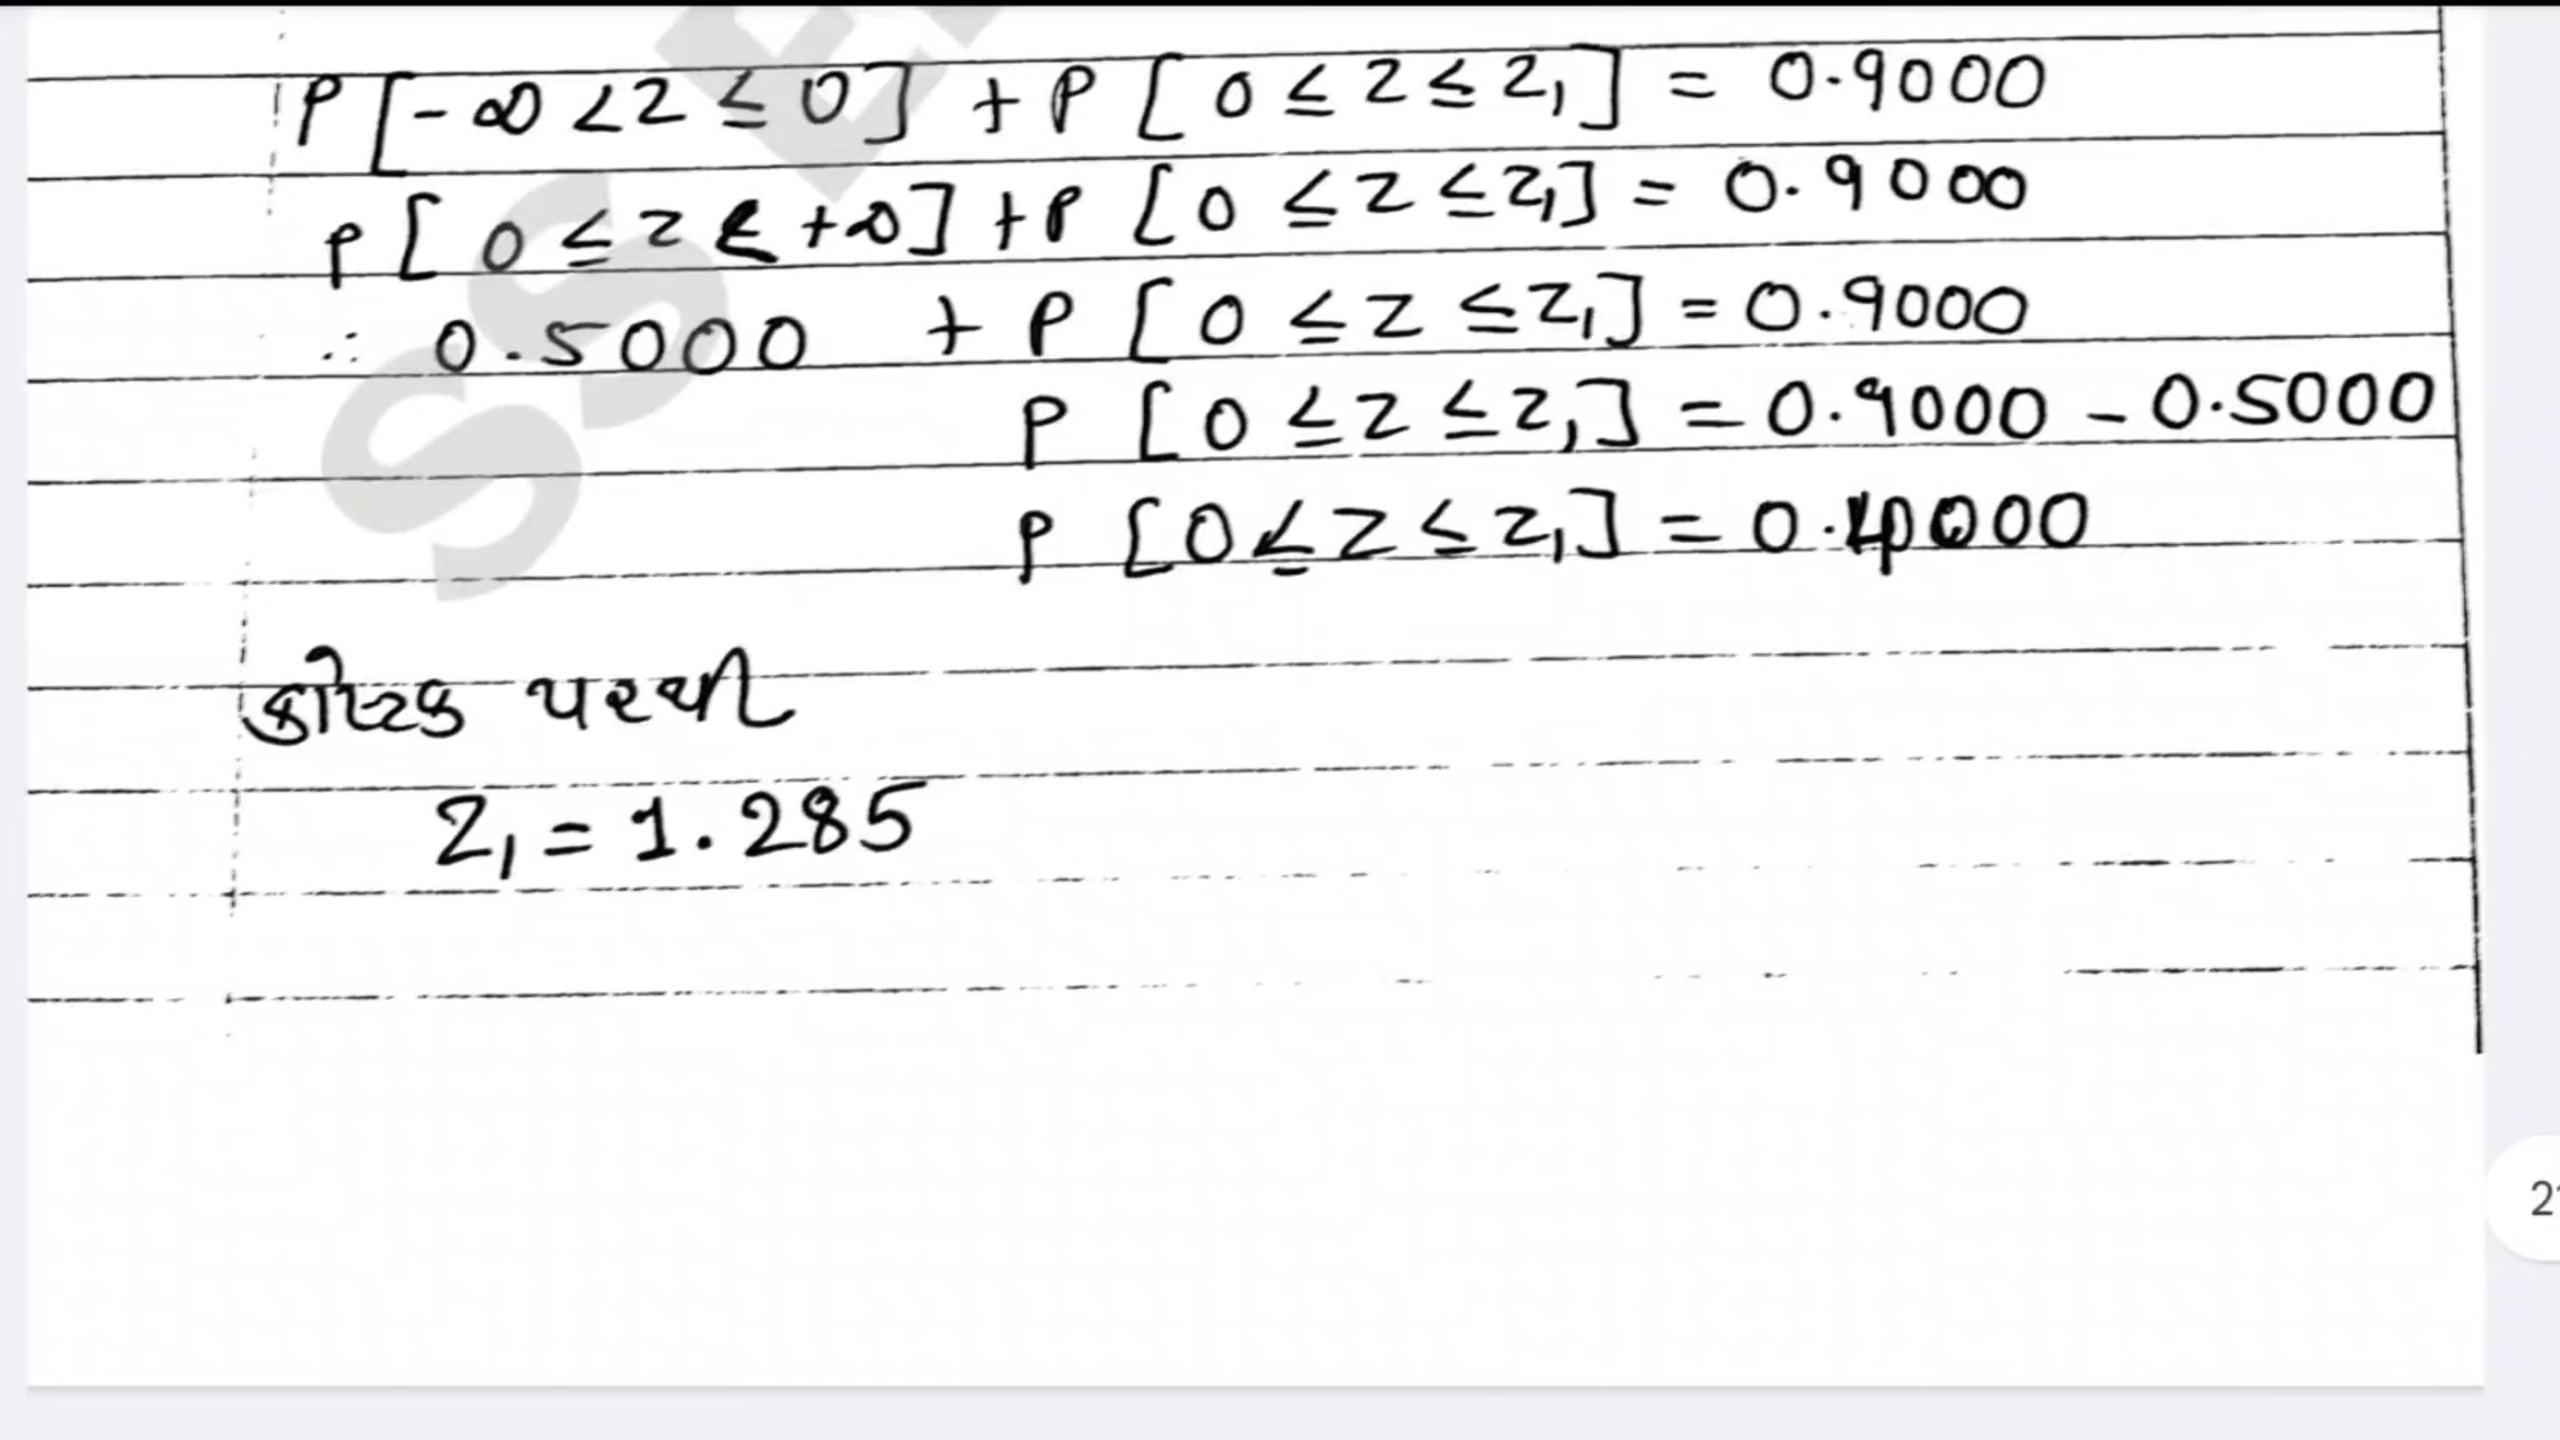 P[-∞<z≤0] + P[0≤z≤z₁] = 0.9000
P[0≤z<+∞] + P[0≤z≤z₁] = 0.9000
∴ 0.5000 + P[0≤z≤z₁] = 0.9000
P[0≤z≤z₁] = 0.9000 - 0.5000
P[0≤z≤z₁] = 0.4000
કોષ્ટક પરથી
z₁ = 1.285